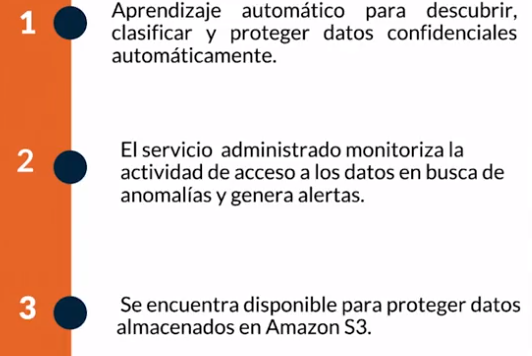 1
Aprendizaje automático para descubrir,
clasificar y proteger datos confidenciales
automáticamente.
2
El servicio administrado monitoriza la
actividad de acceso a los datos en busca de
anomalías y genera alertas.
3
Se encuentra disponible para proteger datos
almacenados en Amazon S3.